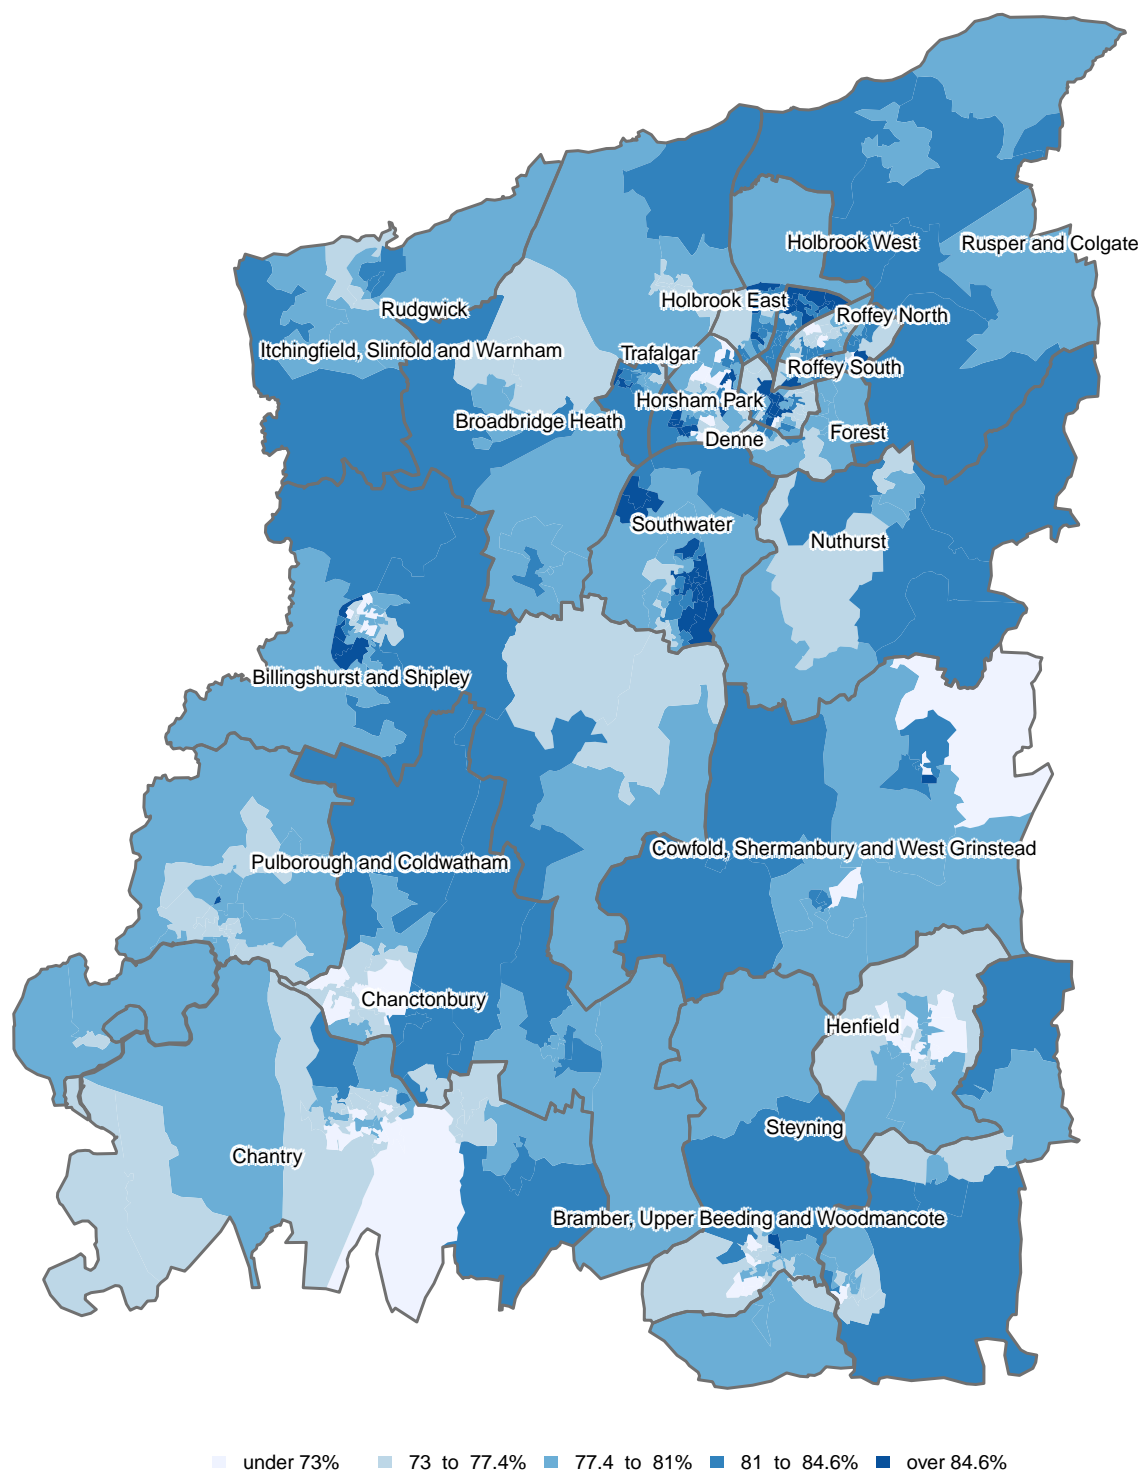 Holbrook West
Rusper and Colgate
Holbrook East
Rudgwick
Roffey North
Itchingfield, Slinfold and Warnham
Trafalgar
Roffey South
Horsham Park
Broadbridge Heath
Denne
Forest
Southwater
Nuthurst
Billingshurst and Shipley
Cowfold, Shermanbury and West Grinstead
Pulborough and Coldwatham
Chanctonbury
Henfield
Steyning
Chantry
Bramber, Upper Beeding and Woodmancote
under 73% 73 to 77.4% 77.4 to 81% 81 to 84.6% over 84.6%